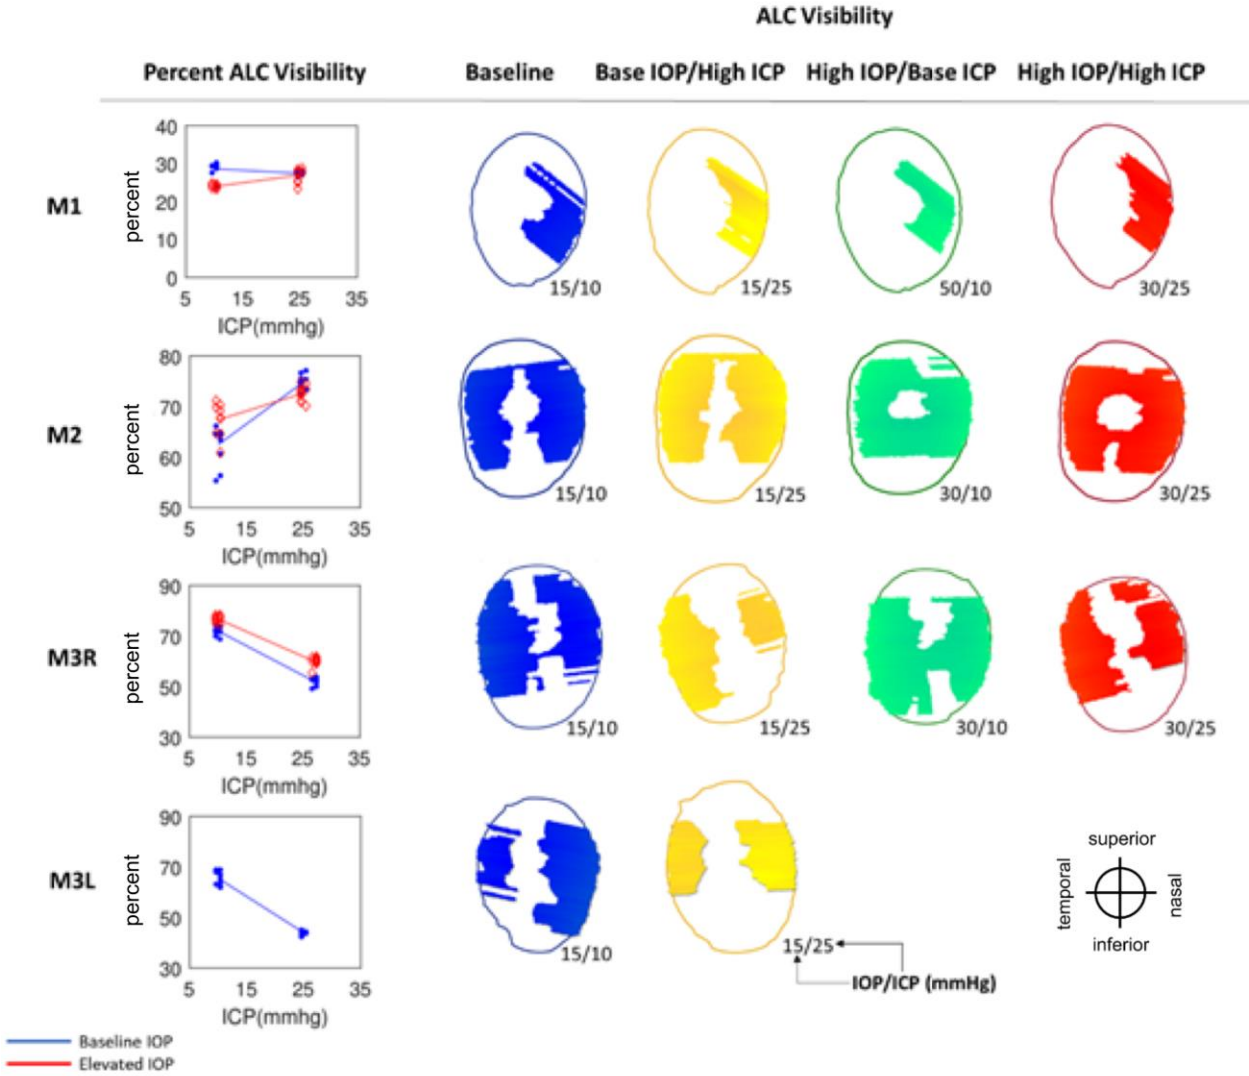 ALC Visibility
Percent ALC Visibility Baseline Base IOP/High ICP High IOP/Base ICP High IOP/High ICP
M1
percent
40
30
20
10
0
5 15 25 35
ICP(mmhg)
15/10 15/25 50/10 30/25
M2
percent
80
70
60
50
5 15 25 35
ICP(mmhg)
15/10 15/25 30/10 30/25
M3R
percent
90
70
50
30
5 15 25 35
ICP(mmhg)
15/10 15/25 30/10 30/25
M3L
percent
90
70
50
30
5 15 25 35
ICP(mmhg)
15/10 15/25
IOP/ICP (mmHg)
superior
temporal
nasal
inferior
Baseline IOP
Elevated IOP